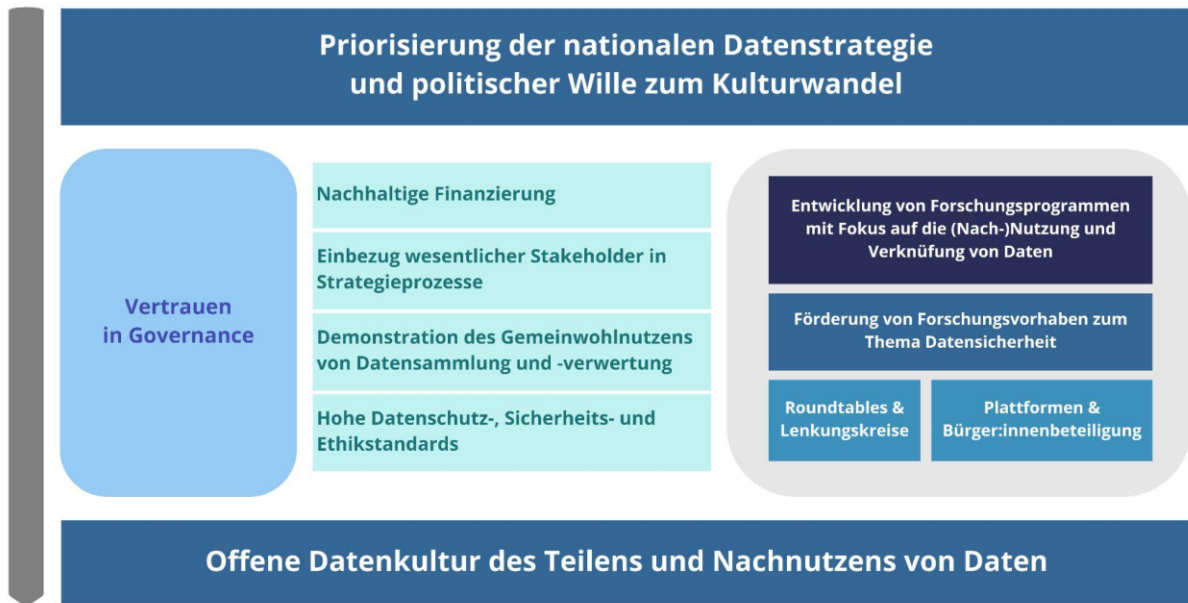 Priorisierung der nationalen Datenstrategie
und politischer Wille zum Kulturwandel
Vertrauen
in Governance
Nachhaltige Finanzierung
Einbezug wesentlicher Stakeholder in
Strategieprozesse
Demonstration des Gemeinwohlnutzens
von Datensammlung und -verwertung
Hohe Datenschutz-, Sicherheits- und
Ethikstandards
Entwicklung von Forschungsprogrammen
mit Fokus auf die (Nach-)Nutzung und
Verknüfung von Daten
Förderung von Forschungsvorhaben zum
Thema Datensicherheit
Roundtables &
Lenkungskreise
Plattformen &
Bürger:innenbeteiligung
Offene Datenkultur des Teilens und Nachnutzens von Daten